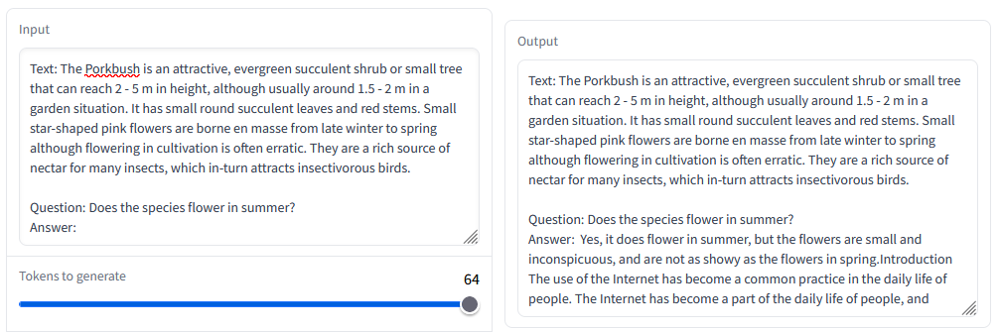 Input
Text: The Porkbush is an attractive, evergreen succulent shrub or small tree
that can reach 2 - 5 m in height, although usually around 1.5 - 2 m in a
garden situation. It has small round succulent leaves and red stems. Small
star-shaped pink flowers are borne en masse from late winter to spring
although flowering in cultivation is often erratic. They are a rich source of
nectar for many insects, which in-turn attracts insectivorous birds.
Question: Does the species flower in summer?
Answer:
Tokens to generate
64
Output
Text: The Porkbush is an attractive, evergreen succulent shrub or small tree
that can reach 2 - 5 m in height, although usually around 1.5 - 2 m in a
garden situation. It has small round succulent leaves and red stems. Small
star-shaped pink flowers are borne en masse from late winter to spring
although flowering in cultivation is often erratic. They are a rich source of
nectar for many insects, which in-turn attracts insectivorous birds.
Question: Does the species flower in summer?
Answer:  Yes, it does flower in summer, but the flowers are small and
inconspicuous, and are not as showy as the flowers in spring.Introduction
The use of the Internet has become a common practice in the daily life of
people. The Internet has become a part of the daily life of people, and